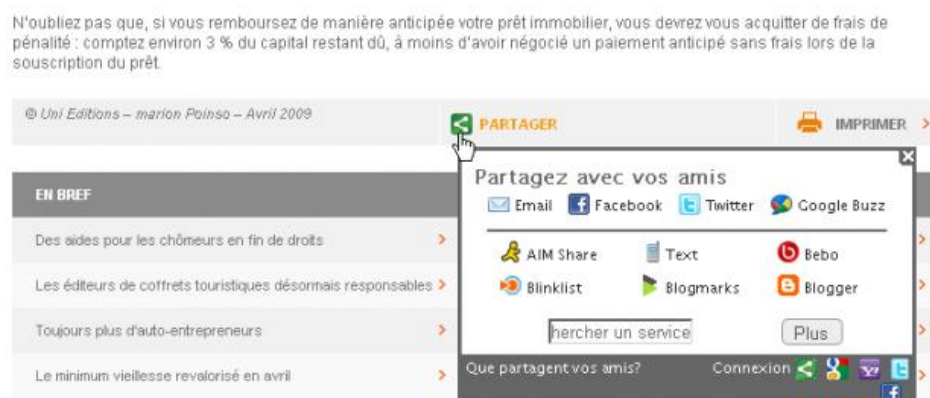 N'oubliez pas que, si vous remboursez de manière anticipée votre prêt immobilier, vous devrez vous acquitter de frais de
pénalité : comptez environ 3 % du capital restant dû, à moins d'avoir négocié un paiement anticipé sans frais lors de la
souscription du prêt.
© Uni Editions – marion Poinso – Avril 2009
PARTAGER
IMPRIMER
Partagez avec vos amis
Email Facebook Twitter Google Buzz
AIM Share Text Bebo
Blinklist Blogmarks Blogger
hercher un service Plus
Que partagent vos amis? Connexion
EN BREF
Des aides pour les chômeurs en fin de droits
Les éditeurs de coffrets touristiques désormais responsables
Toujours plus d'auto-entrepreneurs
Le minimum vieillesse revalorisé en avril